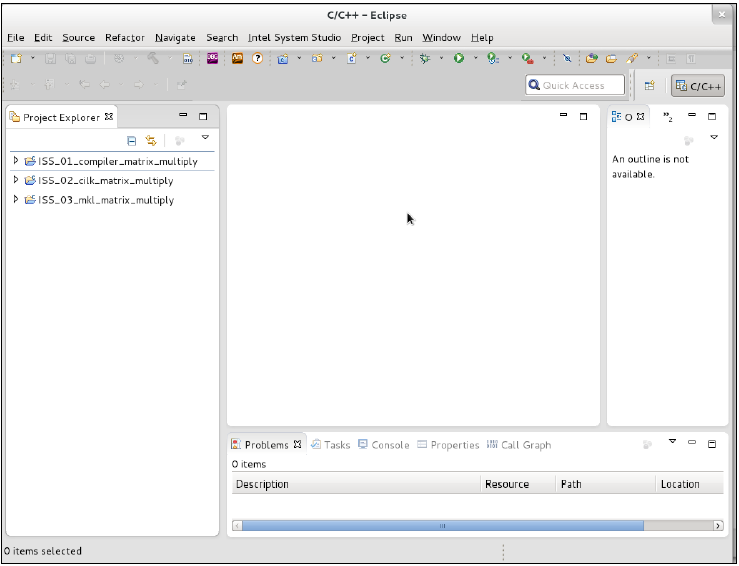 C/C++ - Eclipse
File Edit Source Refactor Navigate Search Intel System Studio Project Run Window Help
Quick Access
C/C++
Project Explorer
ISS_01_compiler_matrix_multiply
ISS_02_cilk_matrix_multiply
ISS_03_mkl_matrix_multiply
O
2
An outline is not
available.
Problems Tasks Console Properties Call Graph
0 items
Description Resource Path Location
0 items selected